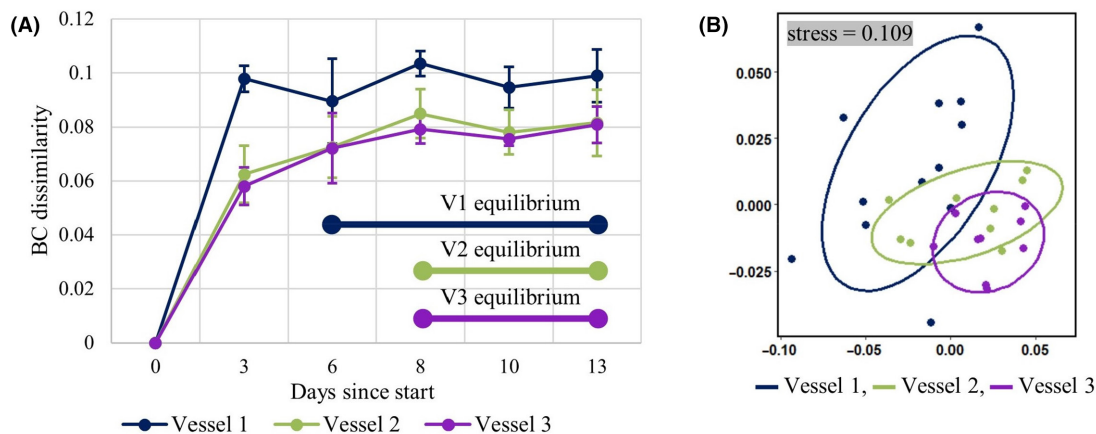 (A)
0.12
0.1
0.08
0.06
0.04
0.02
0
BC dissimilarity
V1 equilibrium
V2 equilibrium
V3 equilibrium
0 3 6 8 10 13
Days since start
Vessel 1 Vessel 2 Vessel 3
(B)
stress = 0.109
0.050
0.025
0.000
−0.025
−0.10 −0.05 0.00 0.05
Vessel 1, Vessel 2, Vessel 3